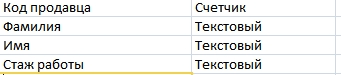 Код продавца Счетчик
Фамилия Текстовый
Имя Текстовый
Стаж работы Текстовый